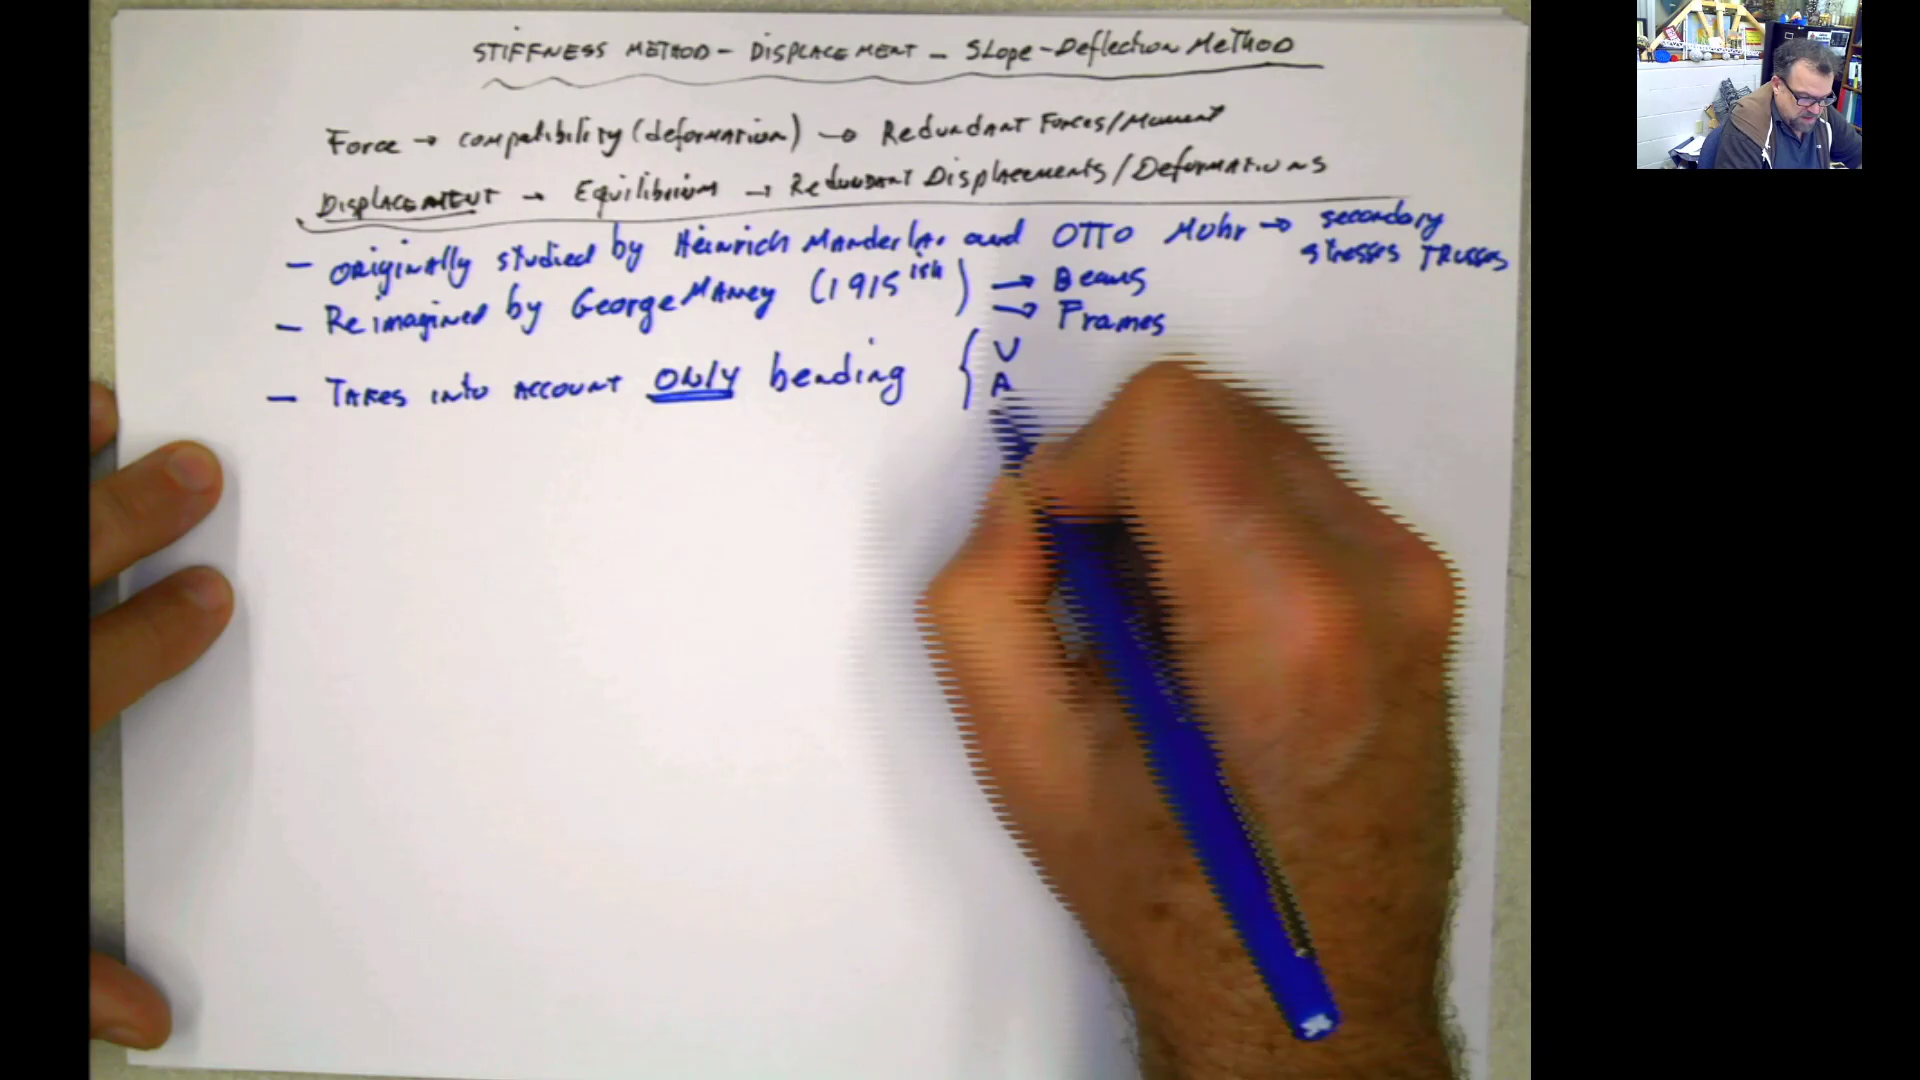 STIFFNESS METHOD - DISPLACEMENT - SLOPE-Deflection METHOD
Force → compatibility (deformation) → Redundant Forces/Moment
DISPLACEMENT → Equilibrium → Redundant Displacements/Deformations
- Originally studied by Heinrich Manderla and OTTO Mohr → secondary
stresses Trusses
- Reimagined by George Maney (1915 ish) → Beams
→ Frames
- Takes into account ONLY bending { V
A